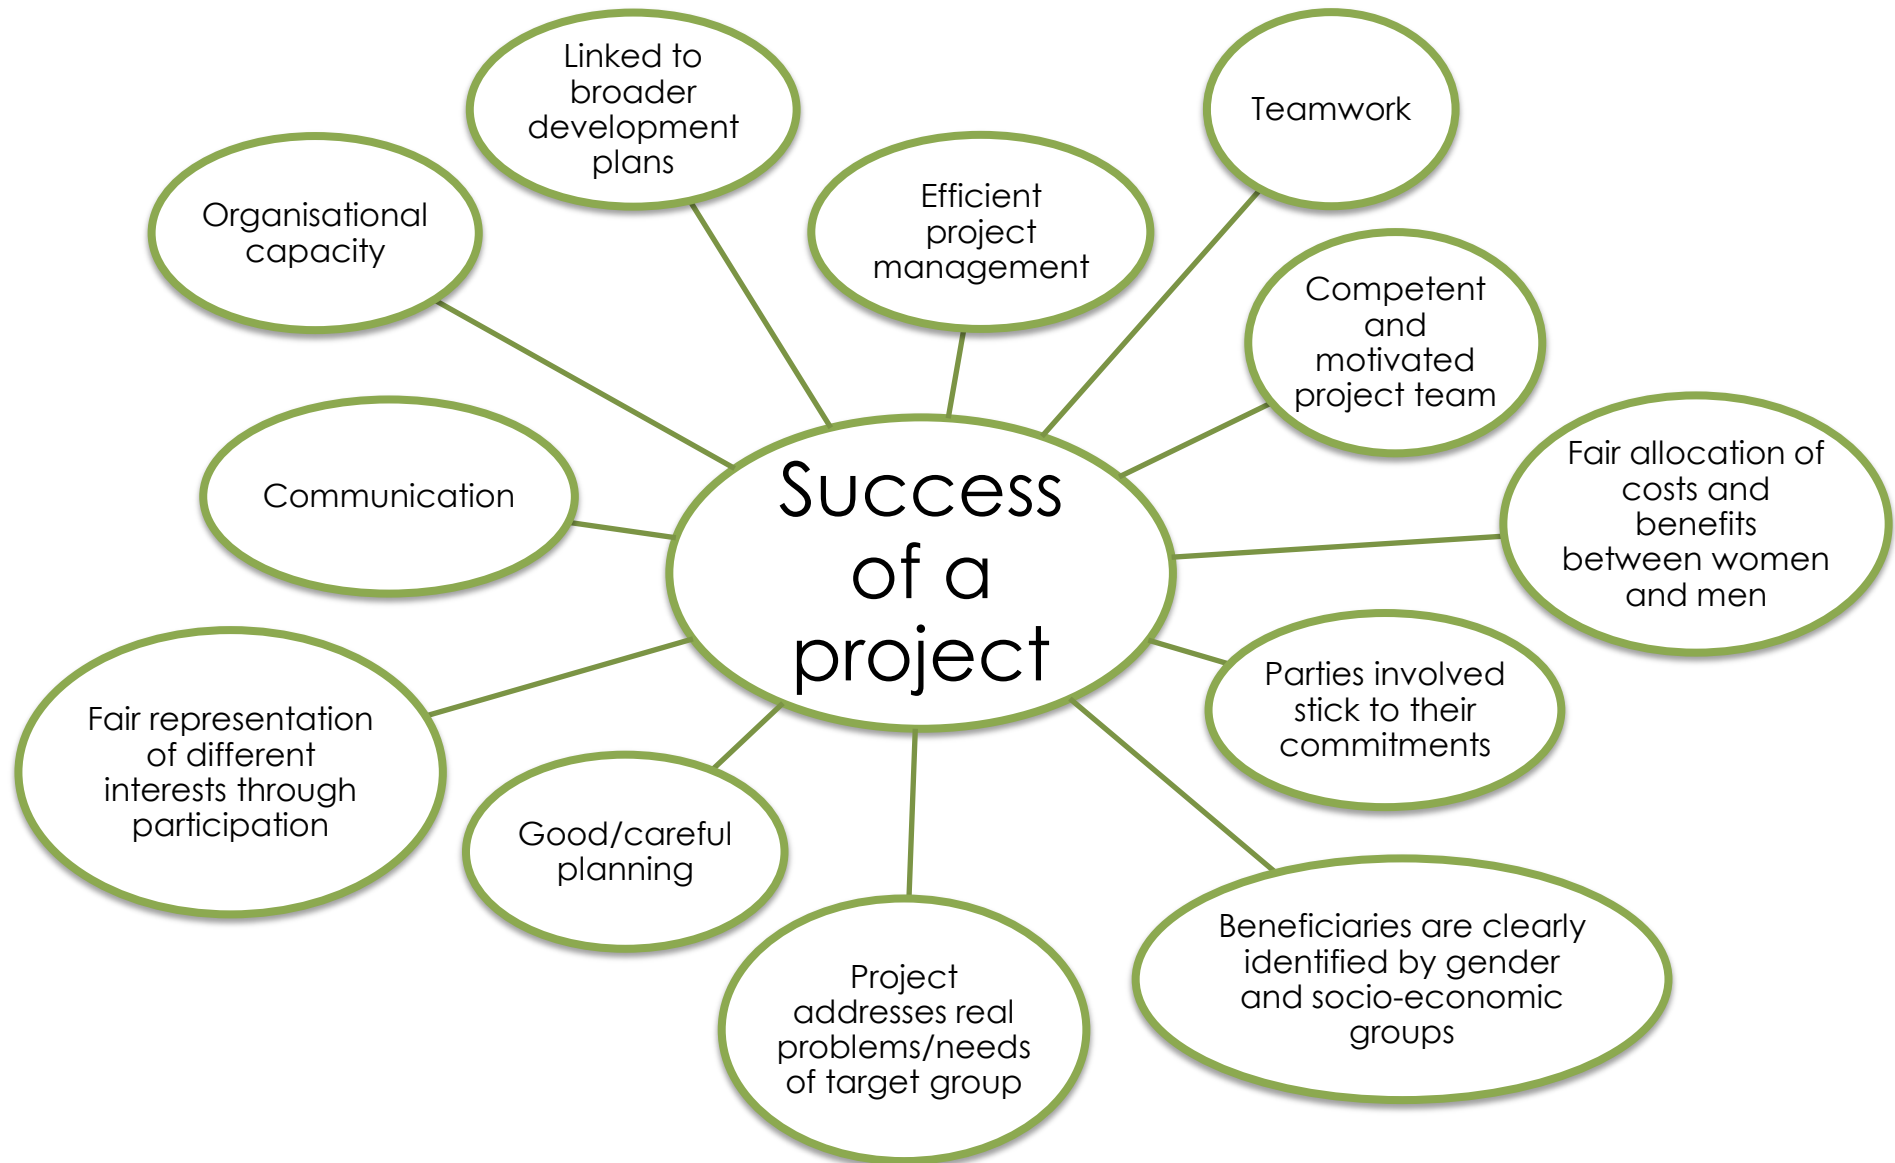 Linked to
broader
development
plans
Teamwork
Organisational
capacity
Efficient
project
management
Competent
and
motivated
project team
Communication
Success
of a
project
Fair allocation of
costs and
benefits
between women
and men
Parties involved
stick to their
commitments
Fair representation
of different
interests through
participation
Good/careful
planning
Project
addresses real
problems/needs
of target group
Beneficiaries are clearly
identified by gender
and socio-economic
groups